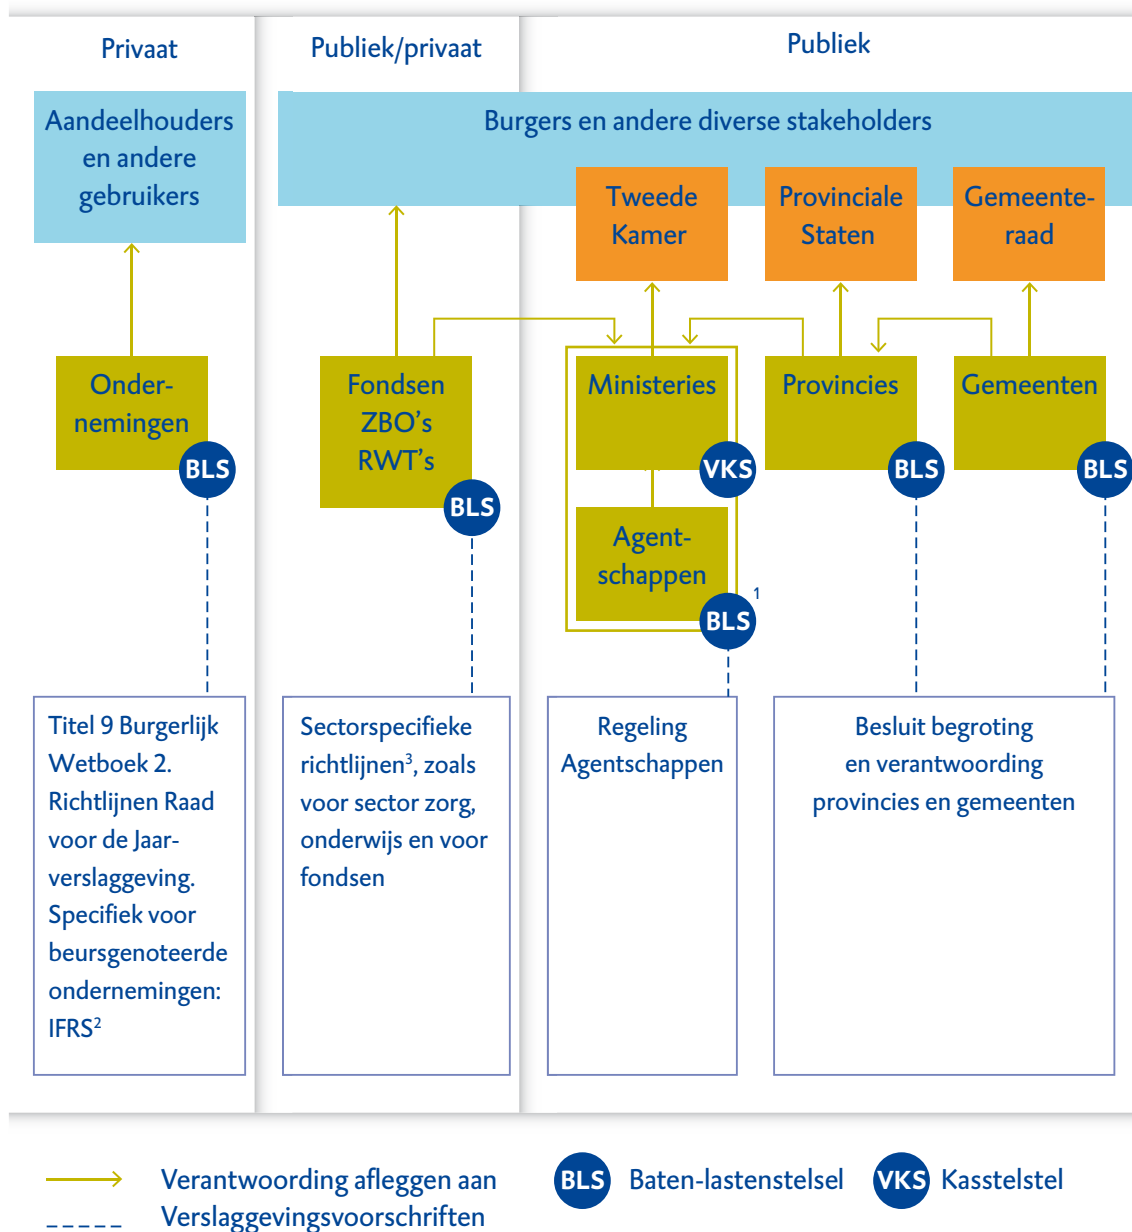 Privaat
Publiek/privaat
Publiek
Aandeelhouders
en andere
gebruikers
Burgers en andere diverse stakeholders
Tweede
Kamer
Provinciale
Staten
Gemeente-
raad
Onder-
nemingen
BLS
Fondsen
ZBO's
RWT's
BLS
Ministeries
VKS
Provincies
BLS
Gemeenten
BLS
Agent-
schappen
BLS
1
Titel 9 Burgerlijk
Wetboek 2.
Richtlijnen Raad
voor de Jaar-
verslaggeving.
Specifiek voor
beursgenoteerde
ondernemingen:
IFRS2
Sectorspecifieke
richtlijnen3, zoals
voor sector zorg,
onderwijs en voor
fondsen
Regeling
Agentschappen
Besluit begroting
en verantwoording
provincies en gemeenten
Verantwoording afleggen aan
Verslaggevingsvoorschriften
BLS Baten-lastenstelsel
VKS Kasstelstel